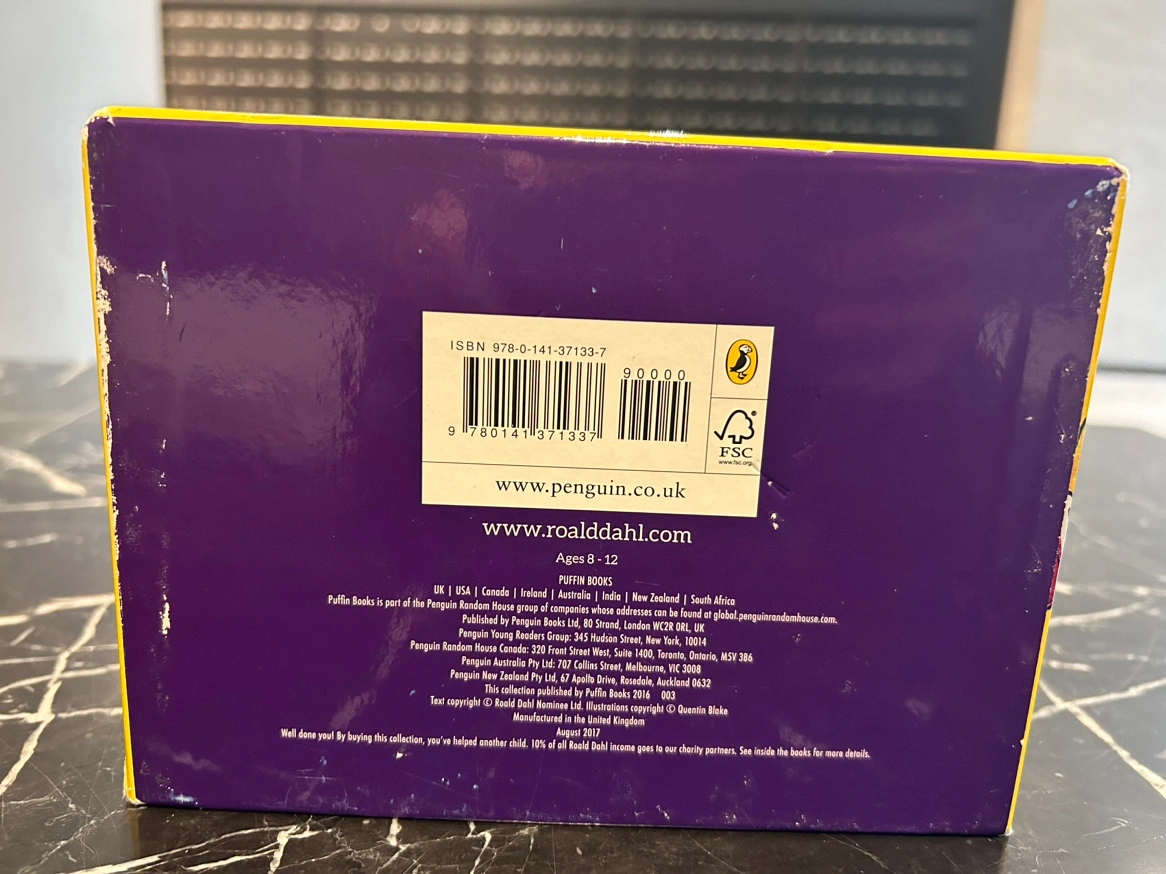 ISBN 978-0-141-37133-7
90000
9 780141 371337
FSC
www.fsc.org
www.penguin.co.uk
www.roalddahl.com
Ages 8 - 12
PUFFIN BOOKS
UK | USA | Canada | Ireland | Australia | India | New Zealand | South Africa
Puffin Books is part of the Penguin Random House group of companies whose addresses can be found at global.penguinrandomhouse.com.
Published by Penguin Books Ltd, 80 Strand, London WC2R 0RL, UK
Penguin Young Readers Group: 345 Hudson Street, New York, 10014
Penguin Random House Canada: 320 Front Street West, Suite 1400, Toronto, Ontario, M5V 3B6
Penguin Australia Pty Ltd: 707 Collins Street, Melbourne, VIC 3008
Penguin New Zealand Pty Ltd, 67 Apollo Drive, Rosedale, Auckland 0632
This collection published by Puffin Books 2016 003
Text copyright © Roald Dahl Nominee Ltd. Illustrations copyright © Quentin Blake
Manufactured in the United Kingdom
August 2017
Well done you! By buying this collection, you've helped another child. 10% of all Roald Dahl income goes to our charity partners. See inside the books for more details.